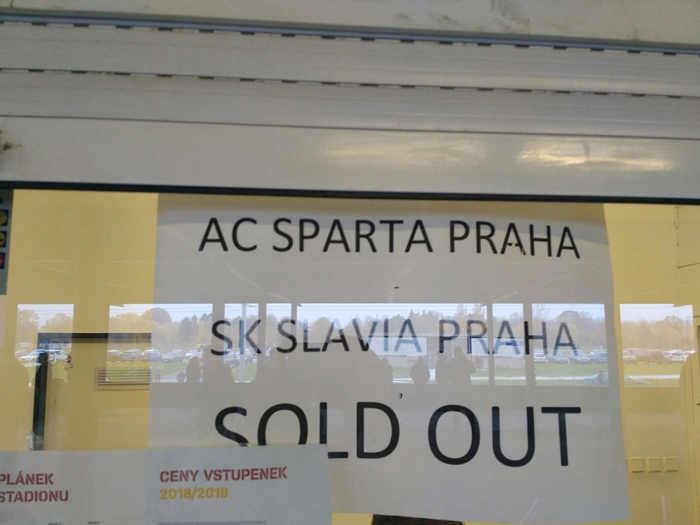 AC SPARTA PRAHA
SK SLAVIA PRAHA
SOLD OUT
PLÁNEK
STADIONU
CENY VSTUPENEK
2018/2019